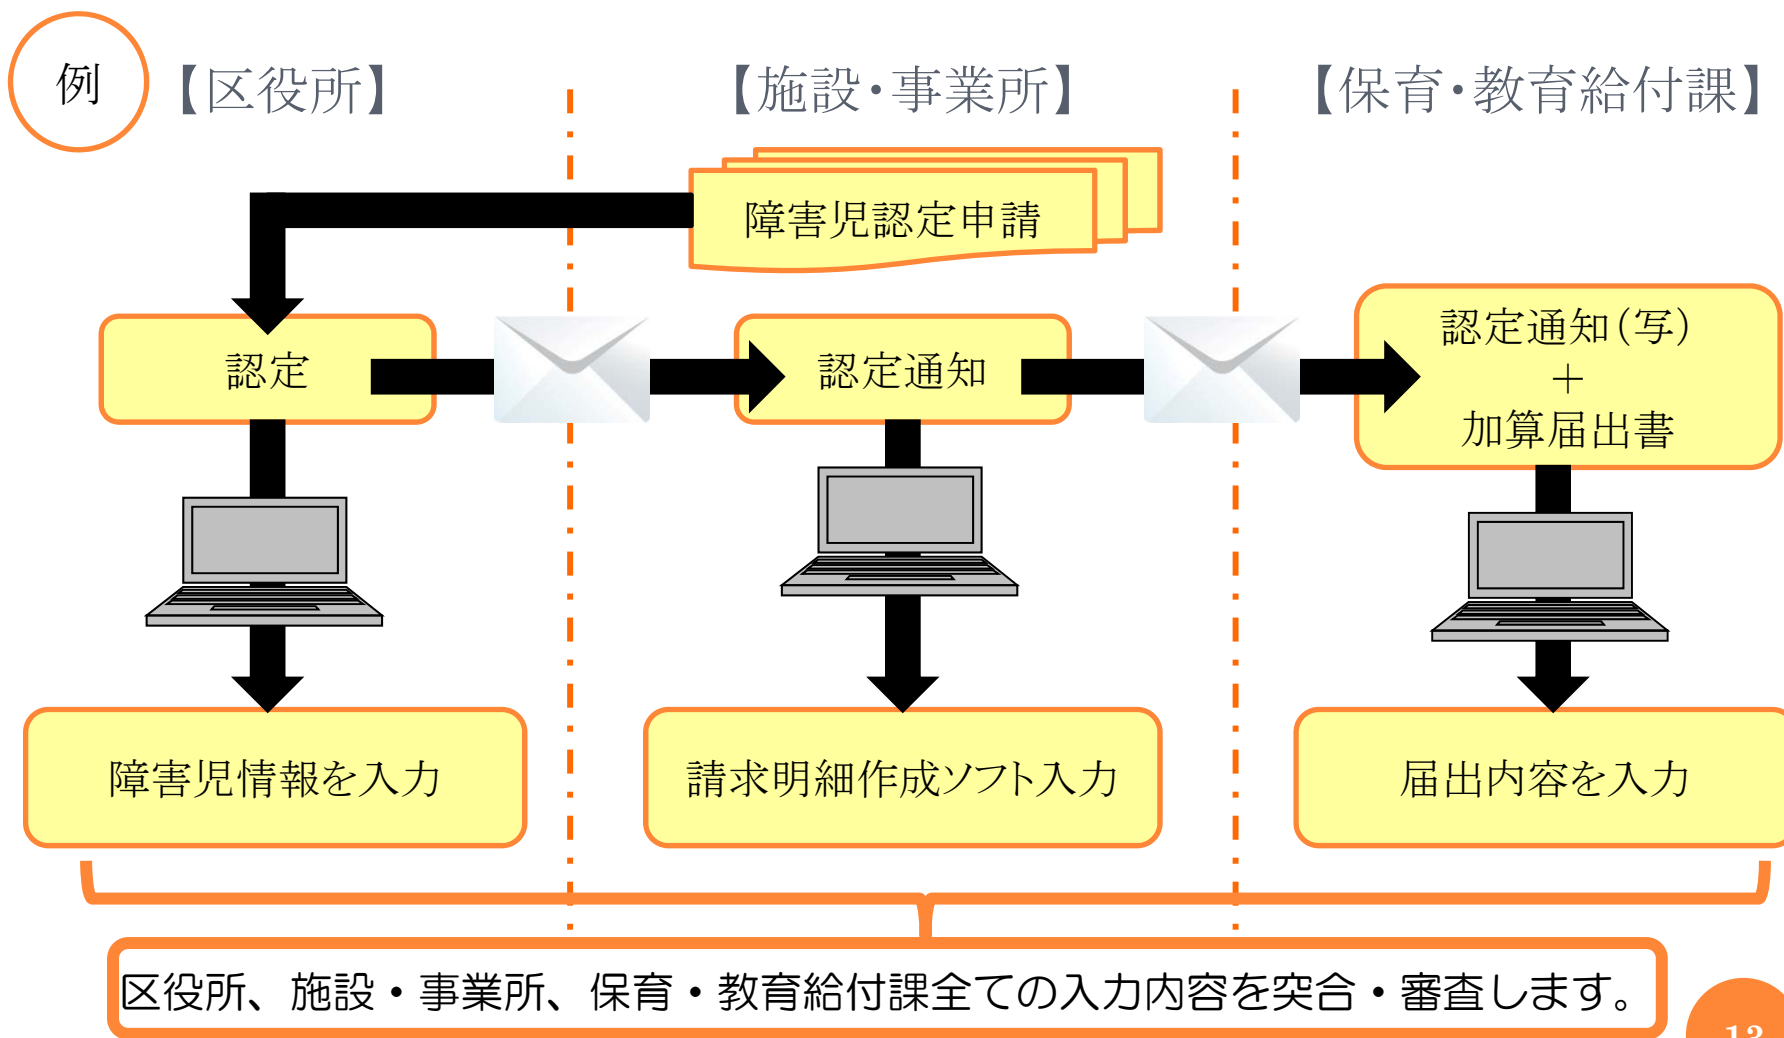 例
【区役所】
【施設・事業所】
【保育・教育給付課】
障害児認定申請
認定
認定通知
認定通知（写）
＋
加算届出書
障害児情報を入力
請求明細作成ソフト入力
届出内容を入力
区役所、施設・事業所、保育・教育給付課全ての入力内容を突合・審査します。
13